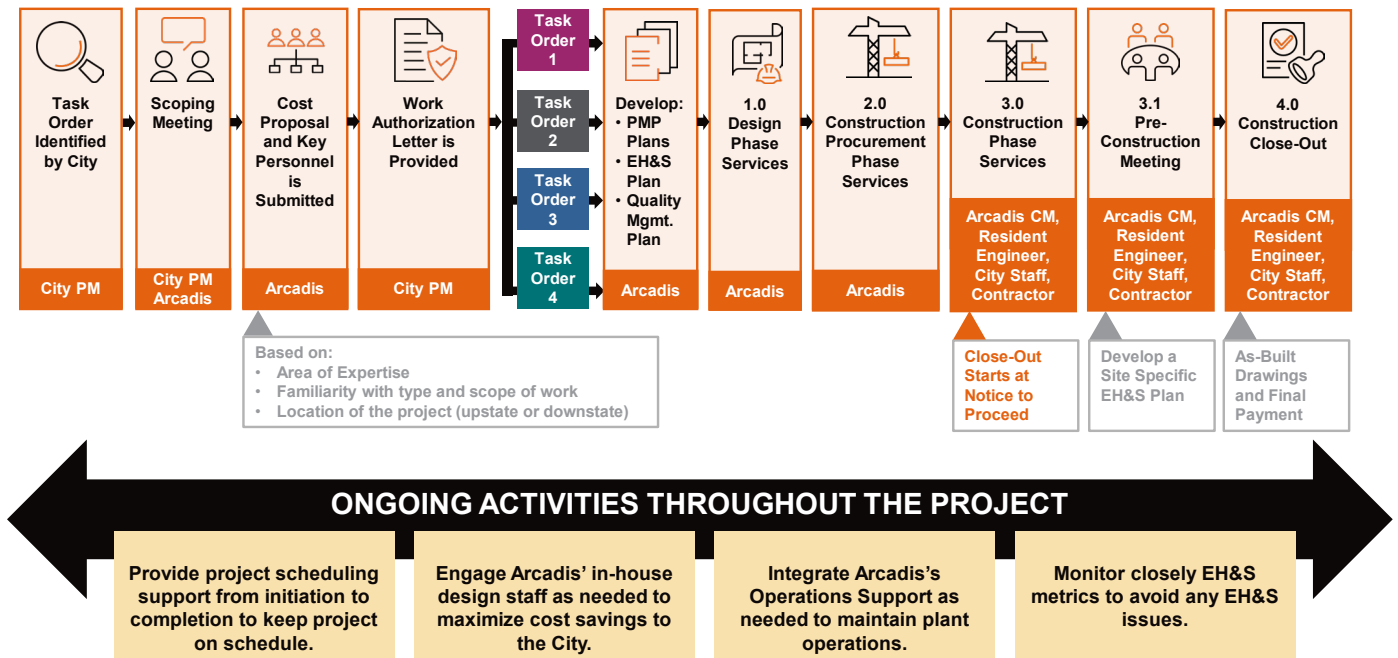 Task
Order
Identified
by City
City PM
Scoping
Meeting
City PM
Arcadis
Cost
Proposal
and Key
Personnel
is
Submitted
Arcadis
Work
Authorization
Letter is
Provided
City PM
Task
Order
1
Task
Order
2
Task
Order
3
Task
Order
4
Develop:
• PMP
Plans
• EH&S
Plan
• Quality
Mgmt.
Plan
Arcadis
1.0
Design
Phase
Services
Arcadis
2.0
Construction
Procurement
Phase
Services
Arcadis
3.0
Construction
Phase
Services
Arcadis CM,
Resident
Engineer,
City Staff,
Contractor
3.1
Pre-
Construction
Meeting
Arcadis CM,
Resident
Engineer,
City Staff,
Contractor
4.0
Construction
Close-Out
Arcadis CM,
Resident
Engineer,
City Staff,
Contractor
Based on:
• Area of Expertise
• Familiarity with type and scope of work
• Location of the project (upstate or downstate)
Close-Out
Starts at
Notice to
Proceed
Develop a
Site Specific
EH&S Plan
As-Built
Drawings
and Final
Payment
ONGOING ACTIVITIES THROUGHOUT THE PROJECT
Provide project scheduling
support from initiation to
completion to keep project
on schedule.
Engage Arcadis' in-house
design staff as needed to
maximize cost savings to
the City.
Integrate Arcadis's
Operations Support as
needed to maintain plant
operations.
Monitor closely EH&S
metrics to avoid any EH&S
issues.